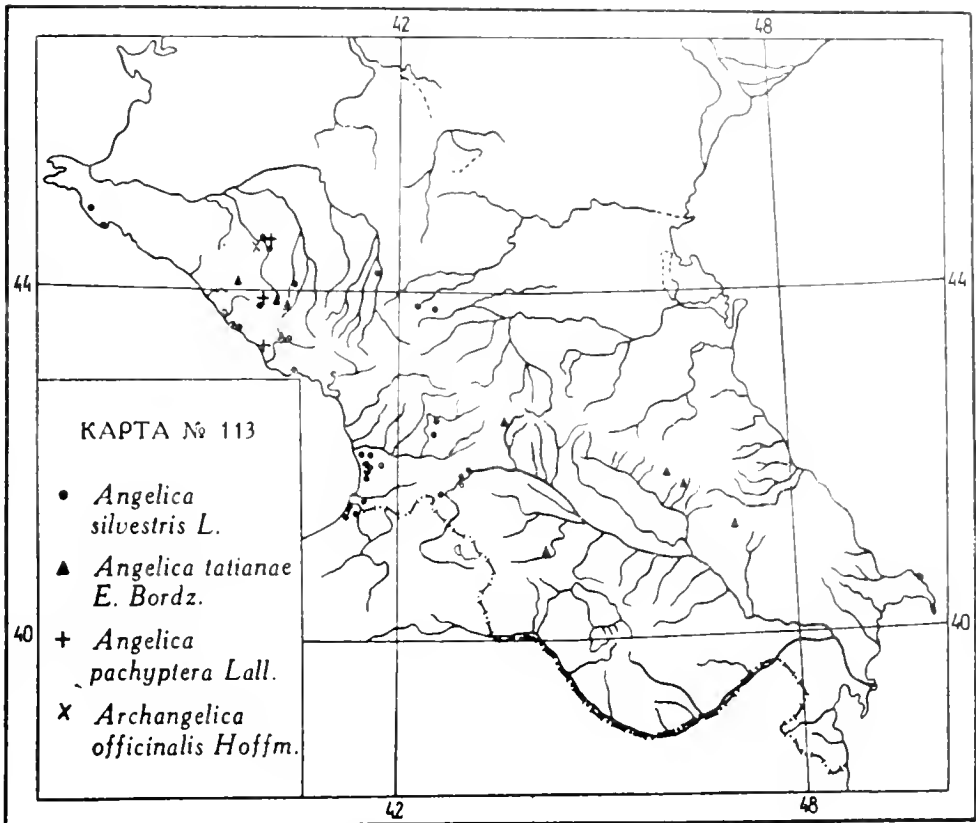 42 48
44 44
КАРТА № 113
Angelica
silvestris L.
Angelica tatianae
E. Bordz.
40 40
Angelica
pachyptera Lall.
Archangelica
officinalis Hoffm.
42 48